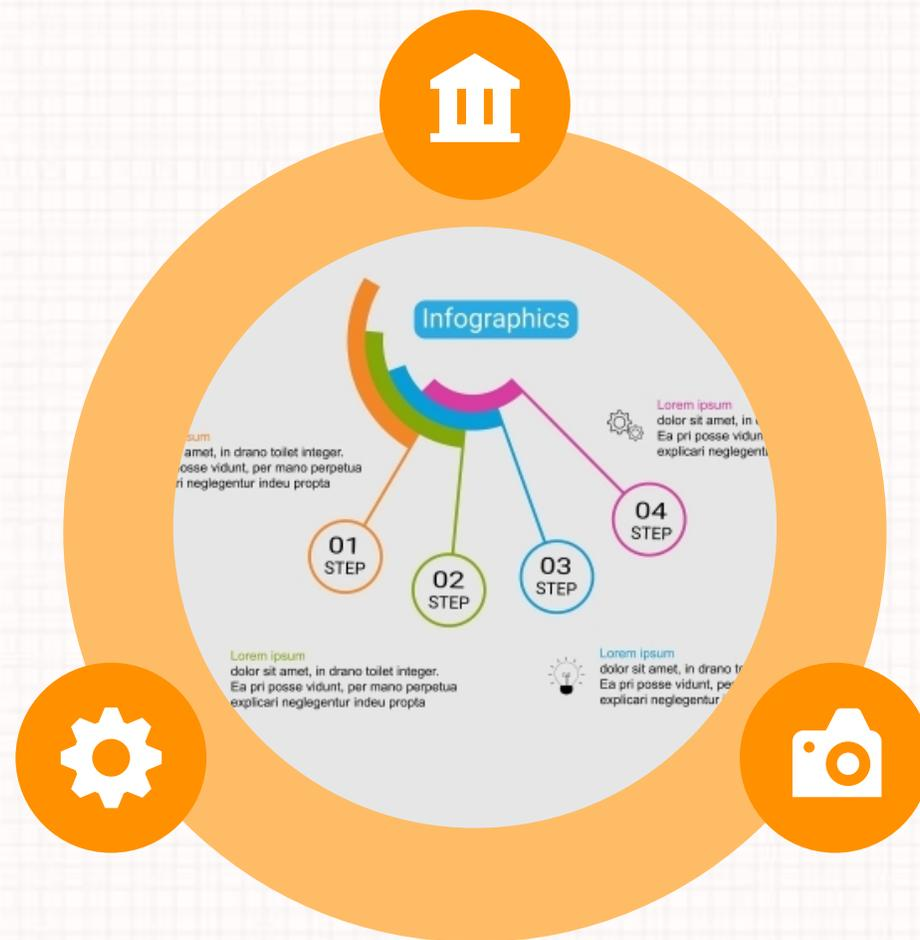 Infographics
Lorem ipsum
dolor sit amet, in
Ea pri posse vidun
explicari neglegent
sum
amet, in drano toilet integer.
osse vidunt, per mano perpetua
ri neglegentur indeu propta
04
STEP
01
STEP
02
STEP
03
STEP
Lorem ipsum
dolor sit amet, in drano toilet integer.
Ea pri posse vidunt, per mano perpetua
explicari neglegentur indeu propta
Lorem ipsum
dolor sit amet, in drano
Ea pri posse vidunt, per
explicari neglegentur